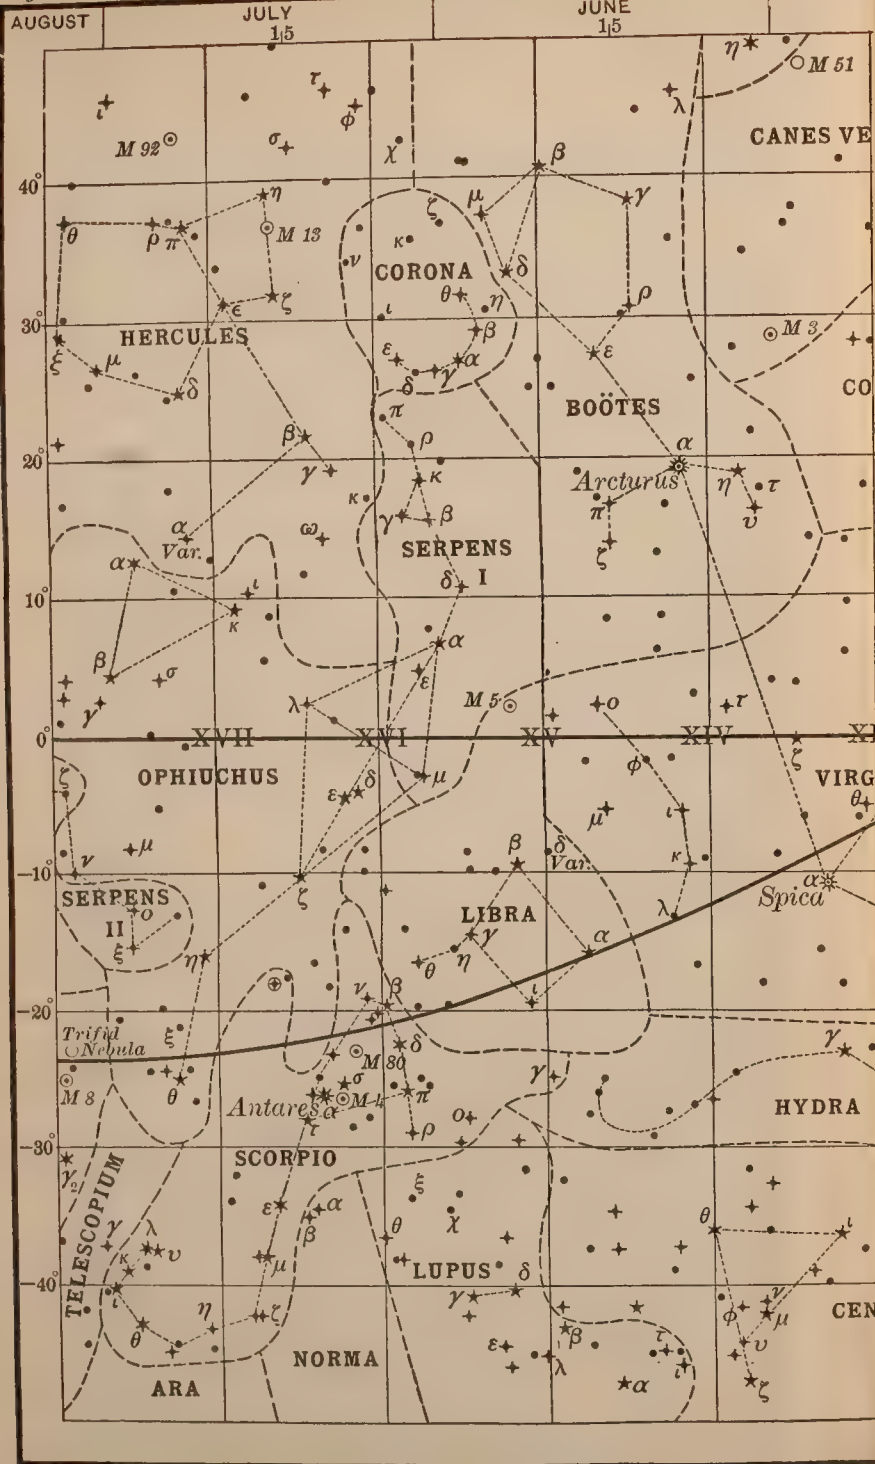 AUGUST
JULY
15
JUNE
15
η
M 51
ι
τ
φ
λ
M 92
σ
χ
β
CANES VE
40°
η
μ
γ
θ
ρ π
M 13
ζ
κ
ν
CORONA
δ
θ
η
ρ
ε
ζ
ι
β
30°
HERCULES
M 3
ξ
μ
ε
δ
γ
α
ε
δ
CO
π
BOÖTES
β
ρ
α
20°
γ
κ
Arcturus
η
τ
κ
γ
β
π
υ
α
Var.
ω
SERPENS
ζ
α
δ
I
10°
ι
κ
α
β
σ
ε
γ
λ
M 5
ο
τ
0°
XVII
XVI
XV
XIV
XI
φ
ζ
ζ
OPHIUCHUS
μ
VIRG
ε
δ
θ
μ
ι
μ
β
δ
Var.
κ
ν
-10°
ζ
α
SERPENS
ο
LIBRA
λ
Spica
II
γ
ξ
η
θ
η
α
ι
ν
β
-20°
ξ
Trifid
Nebula
M 80
δ
γ
M 8
θ
σ
γ
Antares
α
M 4
π
HYDRA
τ
ρ
ο
-30°
γ₂
SCORPIO
TELESCOPIUM
ε
α
ξ
β
χ
θ
θ
ι
γ
λ
υ
κ
μ
LUPUS
δ
-40°
ι
γ
ν
ζ
φ
μ
CEN
θ
η
β
υ
ε
λ
τ
NORMA
ι
ARA
α
ζ